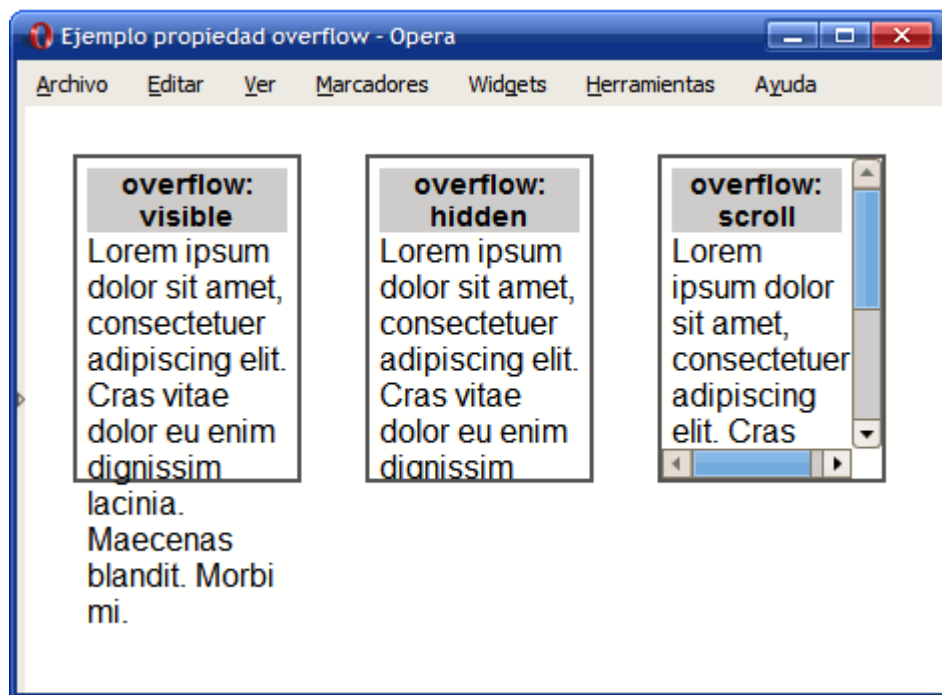 Ejemplo propiedad overflow - Opera
Archivo Editar Ver Marcadores Widgets Herramientas Ayuda
overflow:
visible
Lorem ipsum
dolor sit amet,
consectetuer
adipiscing elit.
Cras vitae
dolor eu enim
dignissim
lacinia.
Maecenas
blandit. Morbi
mi.
overflow:
hidden
Lorem ipsum
dolor sit amet,
consectetuer
adipiscing elit.
Cras vitae
dolor eu enim
dignissim
overflow:
scroll
Lorem
ipsum dolor
sit amet,
consectetuer
adipiscing
elit. Cras